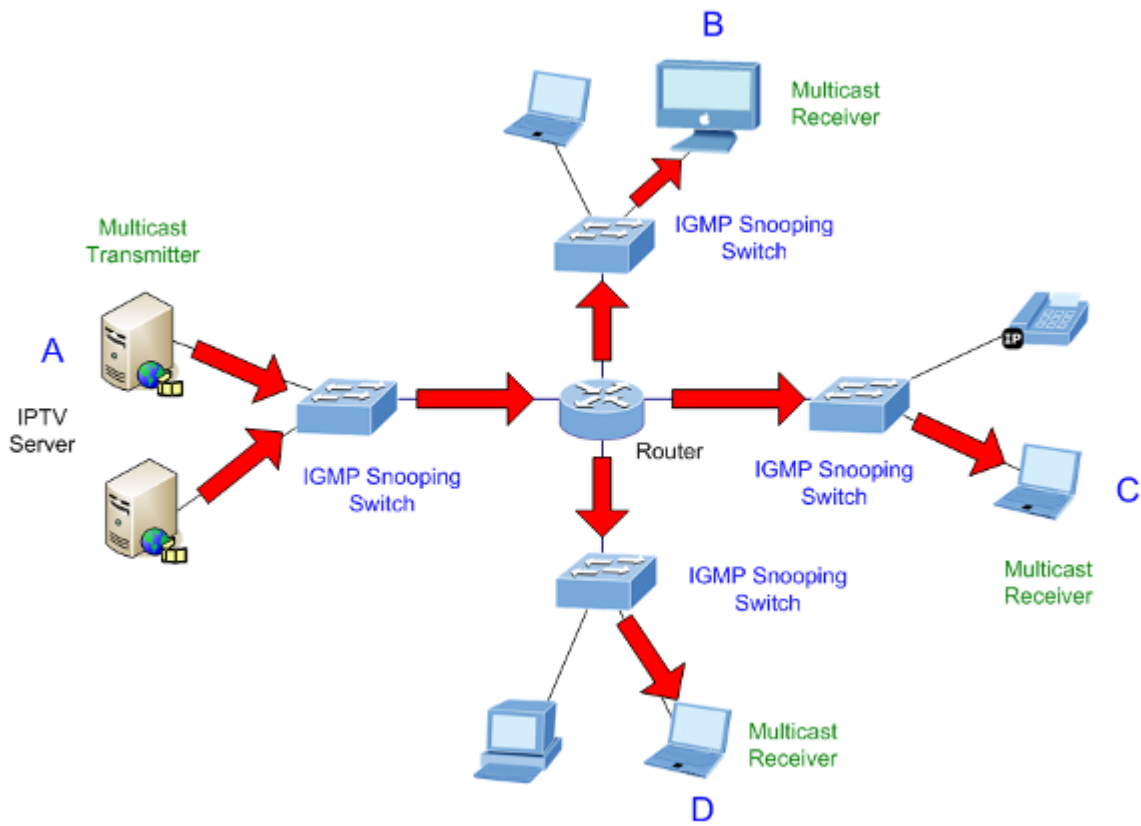 B
Multicast
Receiver
IGMP Snooping
Switch
Multicast
Transmitter
A
IPTV
Server
IGMP Snooping
Switch
Router
IP
IGMP Snooping
Switch
C
Multicast
Receiver
IGMP Snooping
Switch
Multicast
Receiver
D